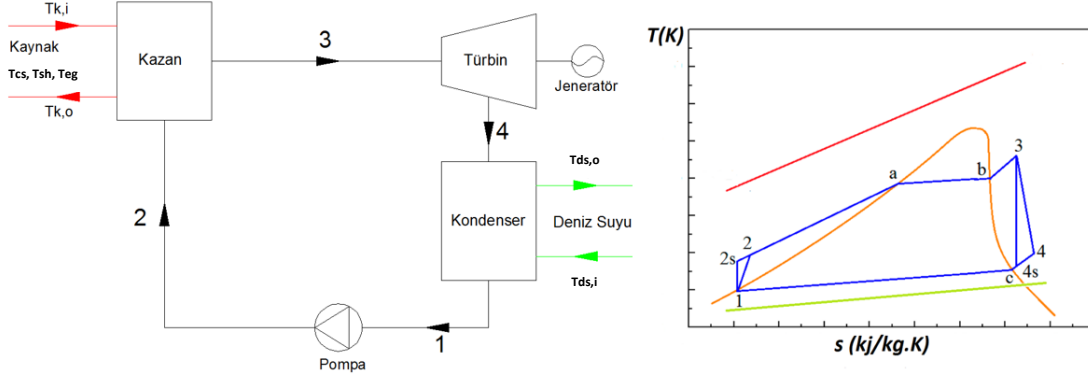 Tk,i
Kaynak
Tcs, Tsh, Teg
Tk,o
Kazan
3
Türbin
Jeneratör
4
Tds,o
Kondenser
Deniz Suyu
Tds,i
2
1
Pompa
T(K)
3
a
b
2
2s
4
c
4s
1
s (kj/kg.K)